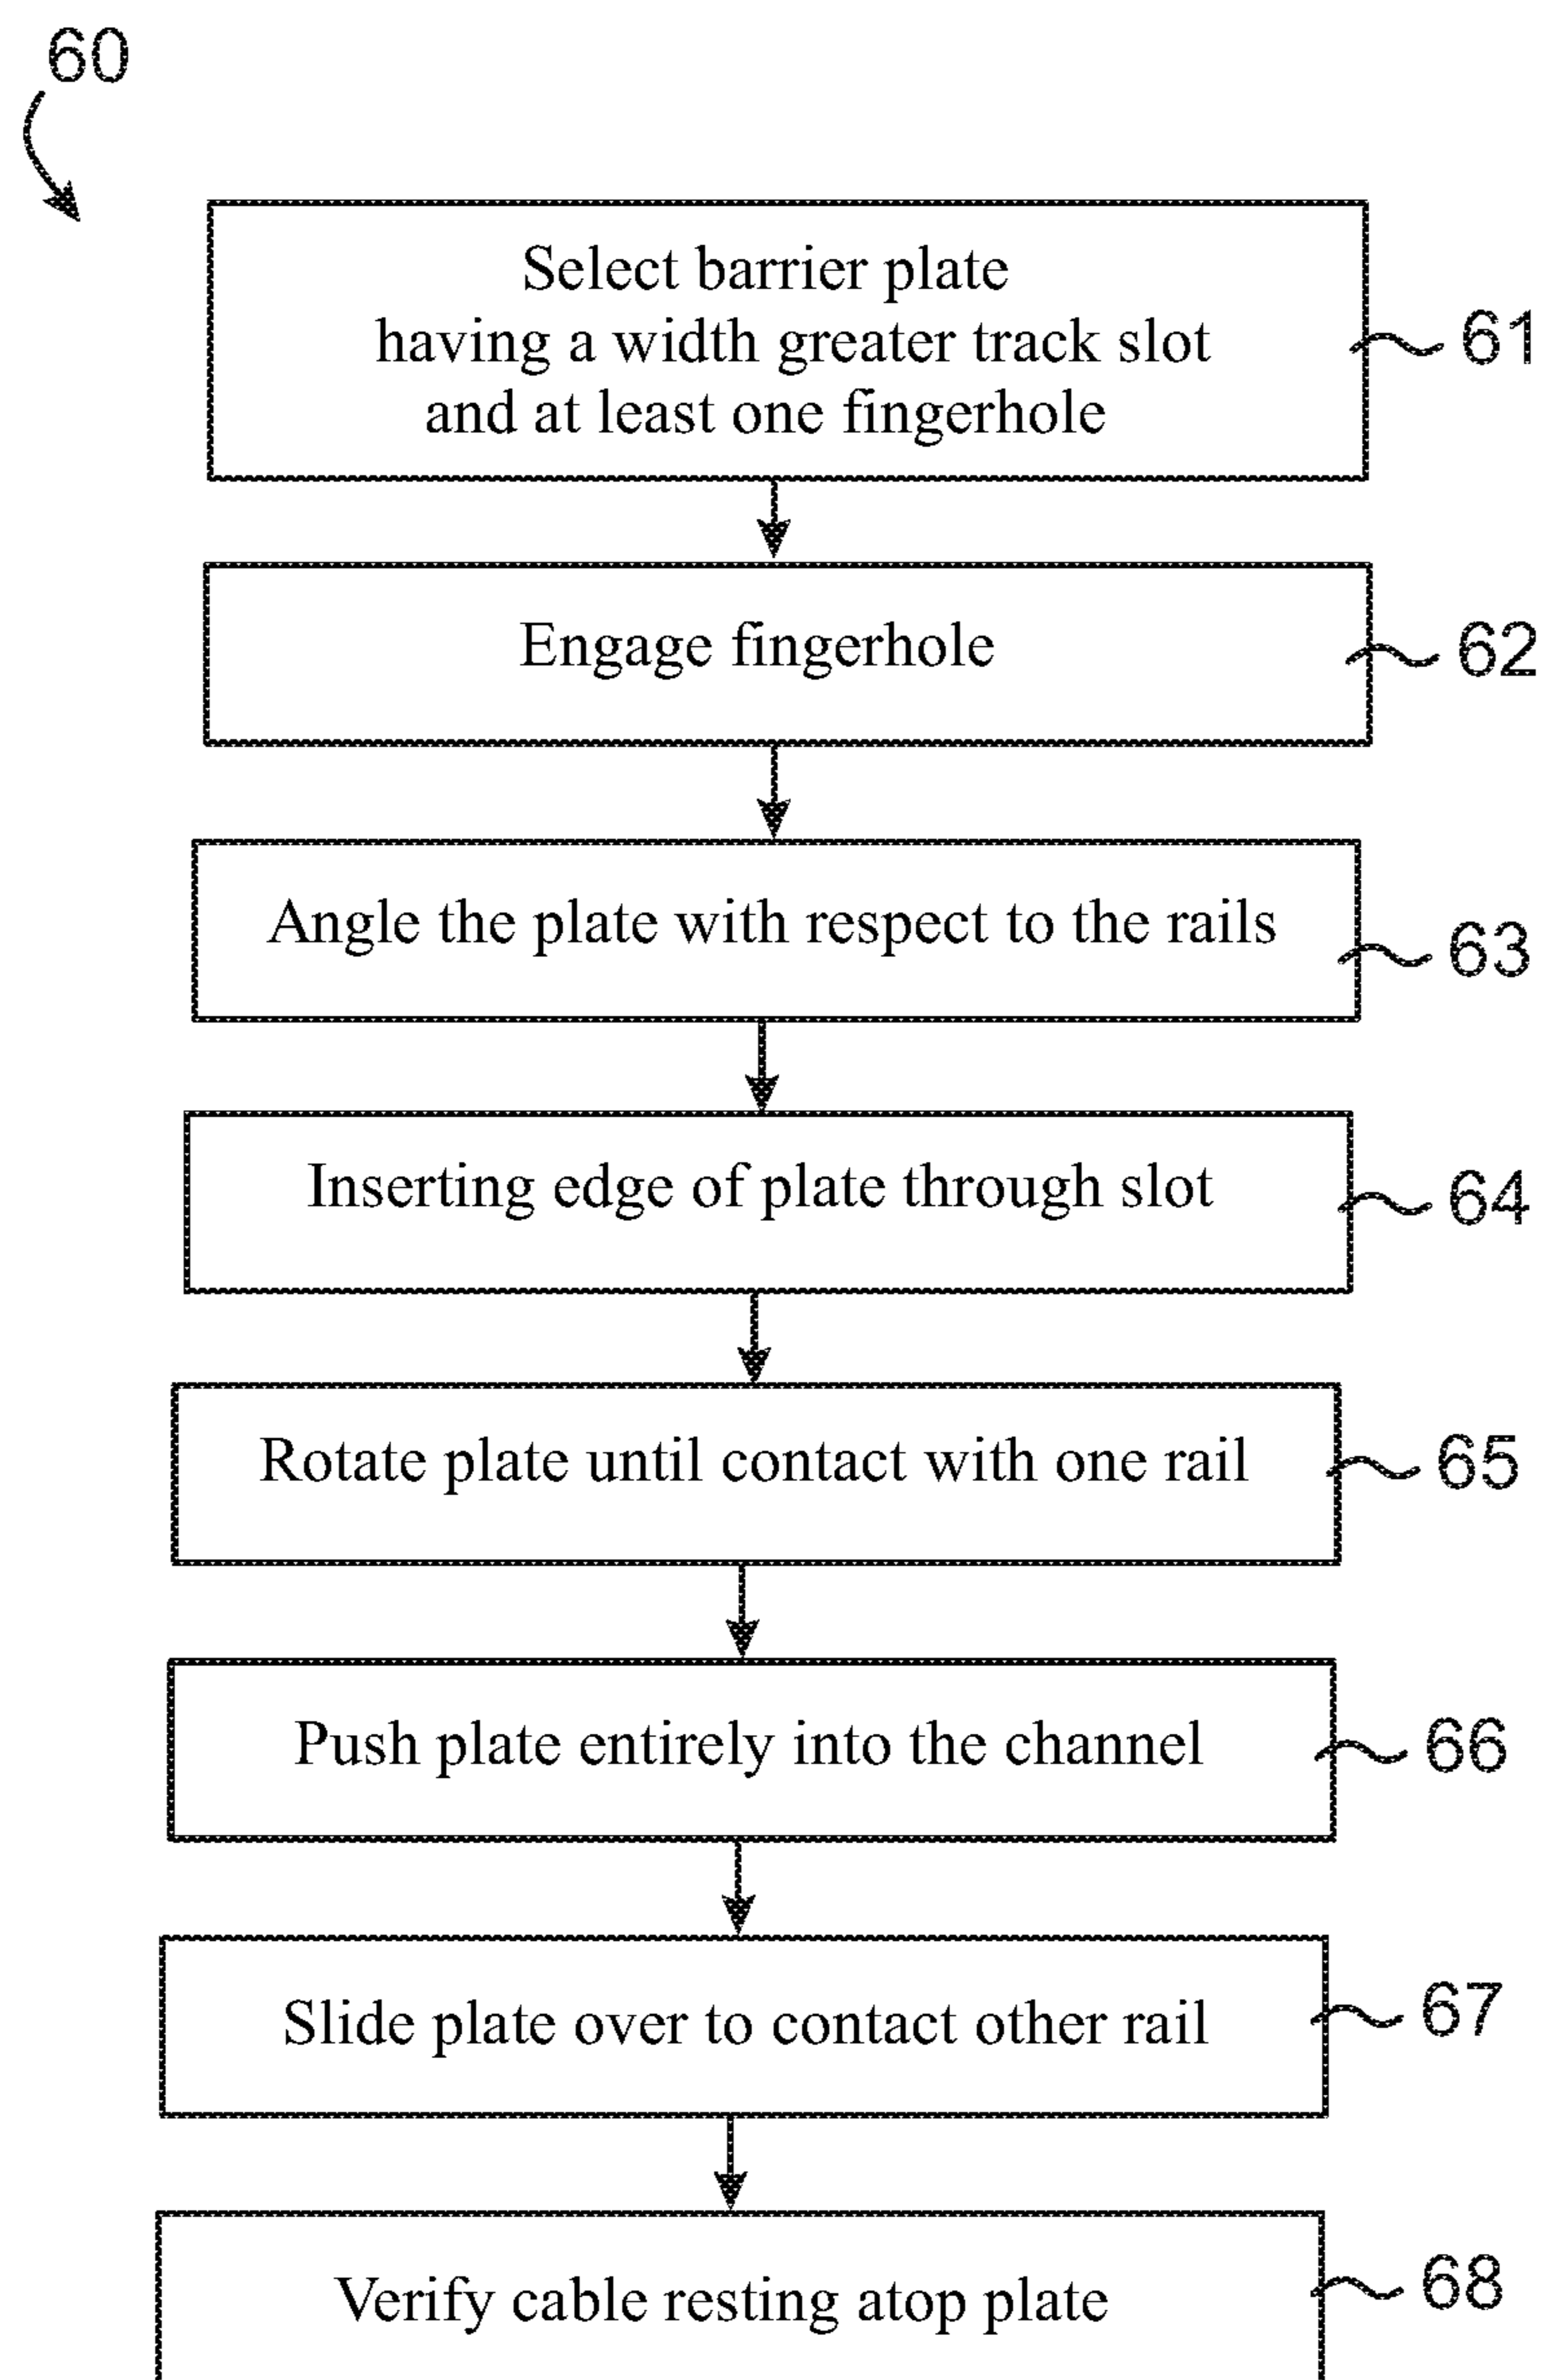 60
Select barrier plate
having a width greater track slot
and at least one fingerhole
61
Engage fingerhole
62
Angle the plate with respect to the rails
63
Inserting edge of plate through slot
64
Rotate plate until contact with one rail
65
Push plate entirely into the channel
66
Slide plate over to contact other rail
67
Verify cable resting atop plate
68